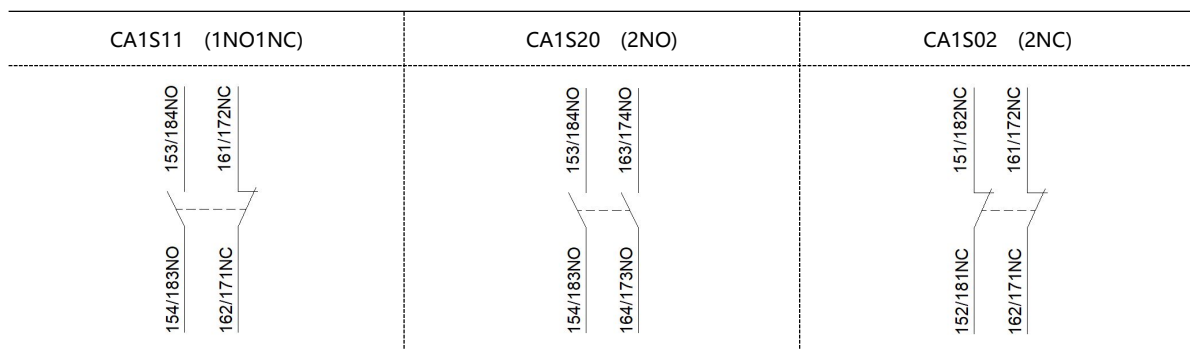 CA1S11 (1NO1NC)
CA1S20 (2NO)
CA1S02 (2NC)
153/184NO
161/172NC
153/184NO
163/174NO
151/182NC
161/172NC
154/183NO
162/171NC
154/183NO
164/173NO
152/181NC
162/171NC